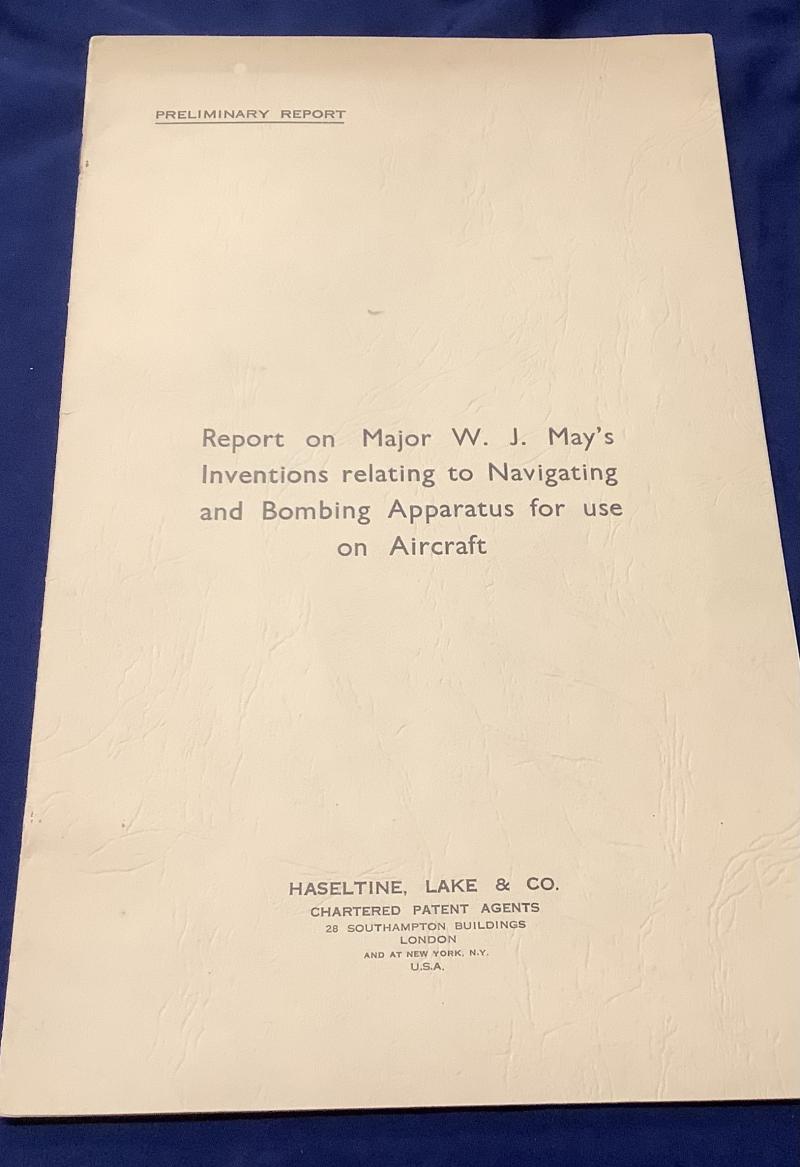 PRELIMINARY REPORT
Report on Major W. J. May's
Inventions relating to Navigating
and Bombing Apparatus for use
on Aircraft
HASELTINE, LAKE & CO.
CHARTERED PATENT AGENTS
28 SOUTHAMPTON BUILDINGS
LONDON
AND AT NEW YORK, N.Y.
U.S.A.